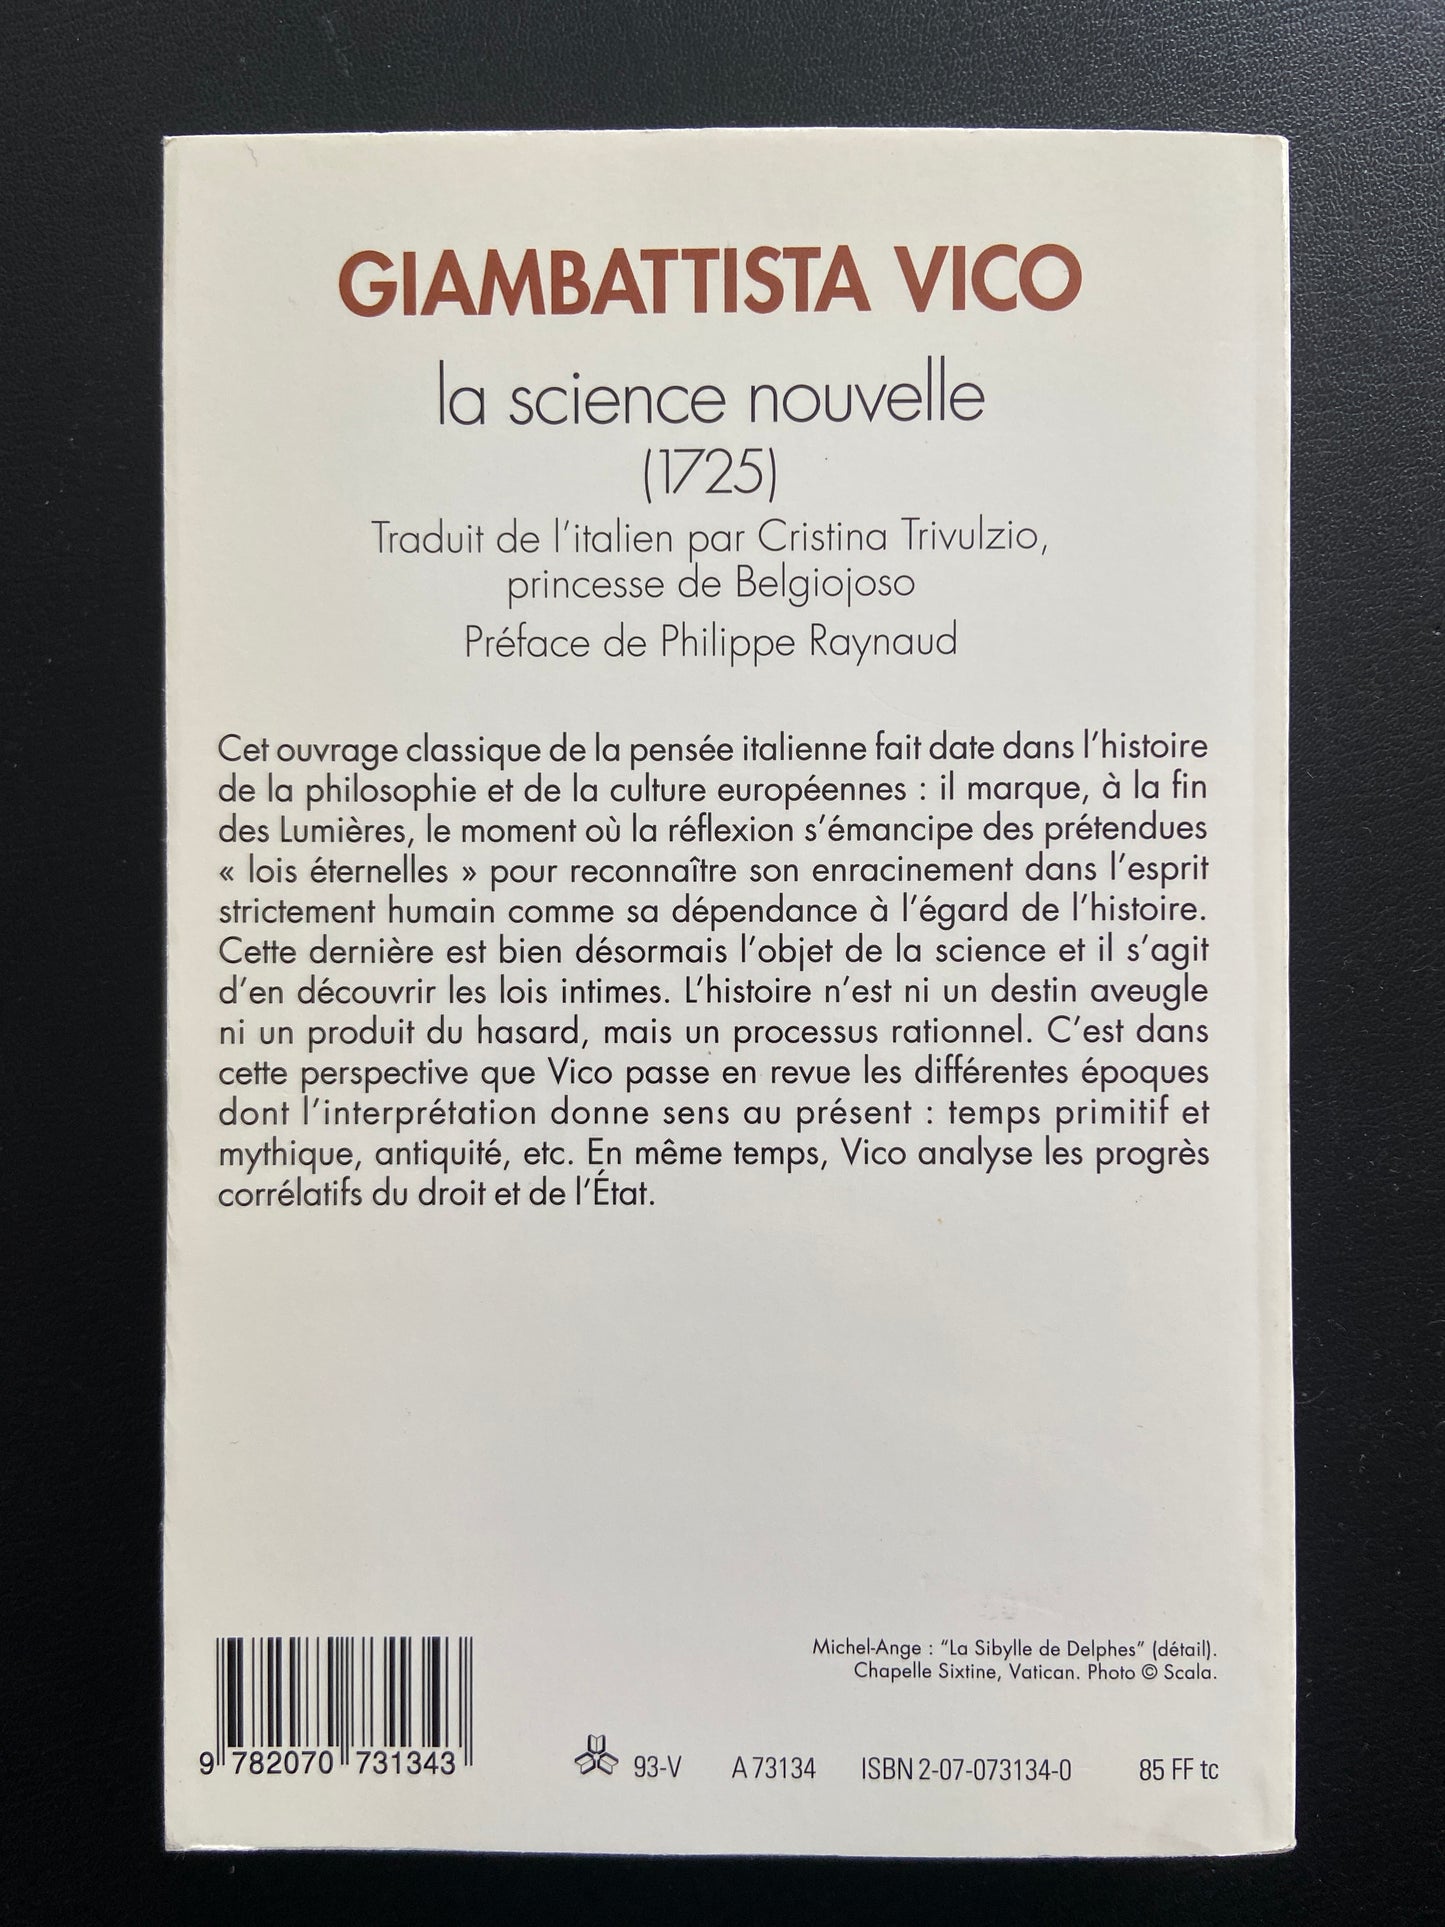 GIAMBATTISTA VICO
la science nouvelle
(1725)
Traduit de l'italien par Cristina Trivulzio,
princesse de Belgiojoso
Préface de Philippe Raynaud
Cet ouvrage classique de la pensée italienne fait date dans l'histoire
de la philosophie et de la culture européennes : il marque, à la fin
des Lumières, le moment où la réflexion s'émancipe des prétendues
« lois éternelles » pour reconnaître son enracinement dans l'esprit
strictement humain comme sa dépendance à l'égard de l'histoire.
Cette dernière est bien désormais l'objet de la science et il s'agit
d'en découvrir les lois intimes. L'histoire n'est ni un destin aveugle
ni un produit du hasard, mais un processus rationnel. C'est dans
cette perspective que Vico passe en revue les différentes époques
dont l'interprétation donne sens au présent : temps primitif et
mythique, antiquité, etc. En même temps, Vico analyse les progrès
corrélatifs du droit et de l'État.
Michel-Ange : “La Sibylle de Delphes” (détail).
Chapelle Sixtine, Vatican. Photo © Scala.
9 782070 731343
93-V A 73134 ISBN 2-07-073134-0 85 FF tc